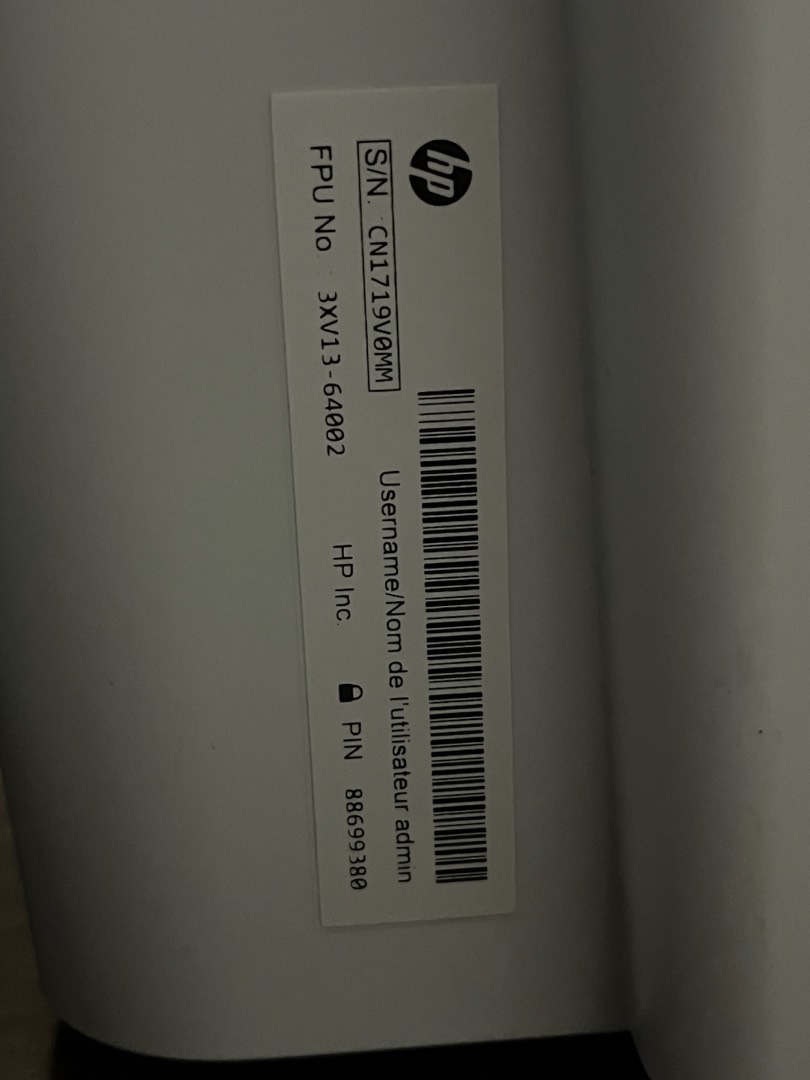 hp
S/N. CN1719V0MM
Username/Nom de l'utilisateur admin
FPU No 3XV13-64002 HP Inc. PIN 88699380